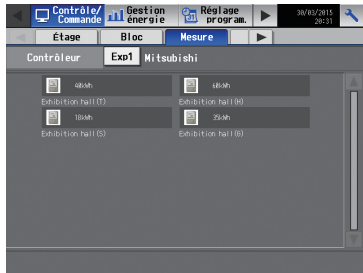 Contrôle/ Commande
Gestion énergie
Réglage program.
30/03/2015 20:31
Étage Bloc Mesure
Contrôleur Exp1 Mitsubishi
40kWh 60kWh
Exhibition hall(T) Exhibition hall(H)
18kWh 35kWh
Exhibition hall(S) Exhibition hall(B)